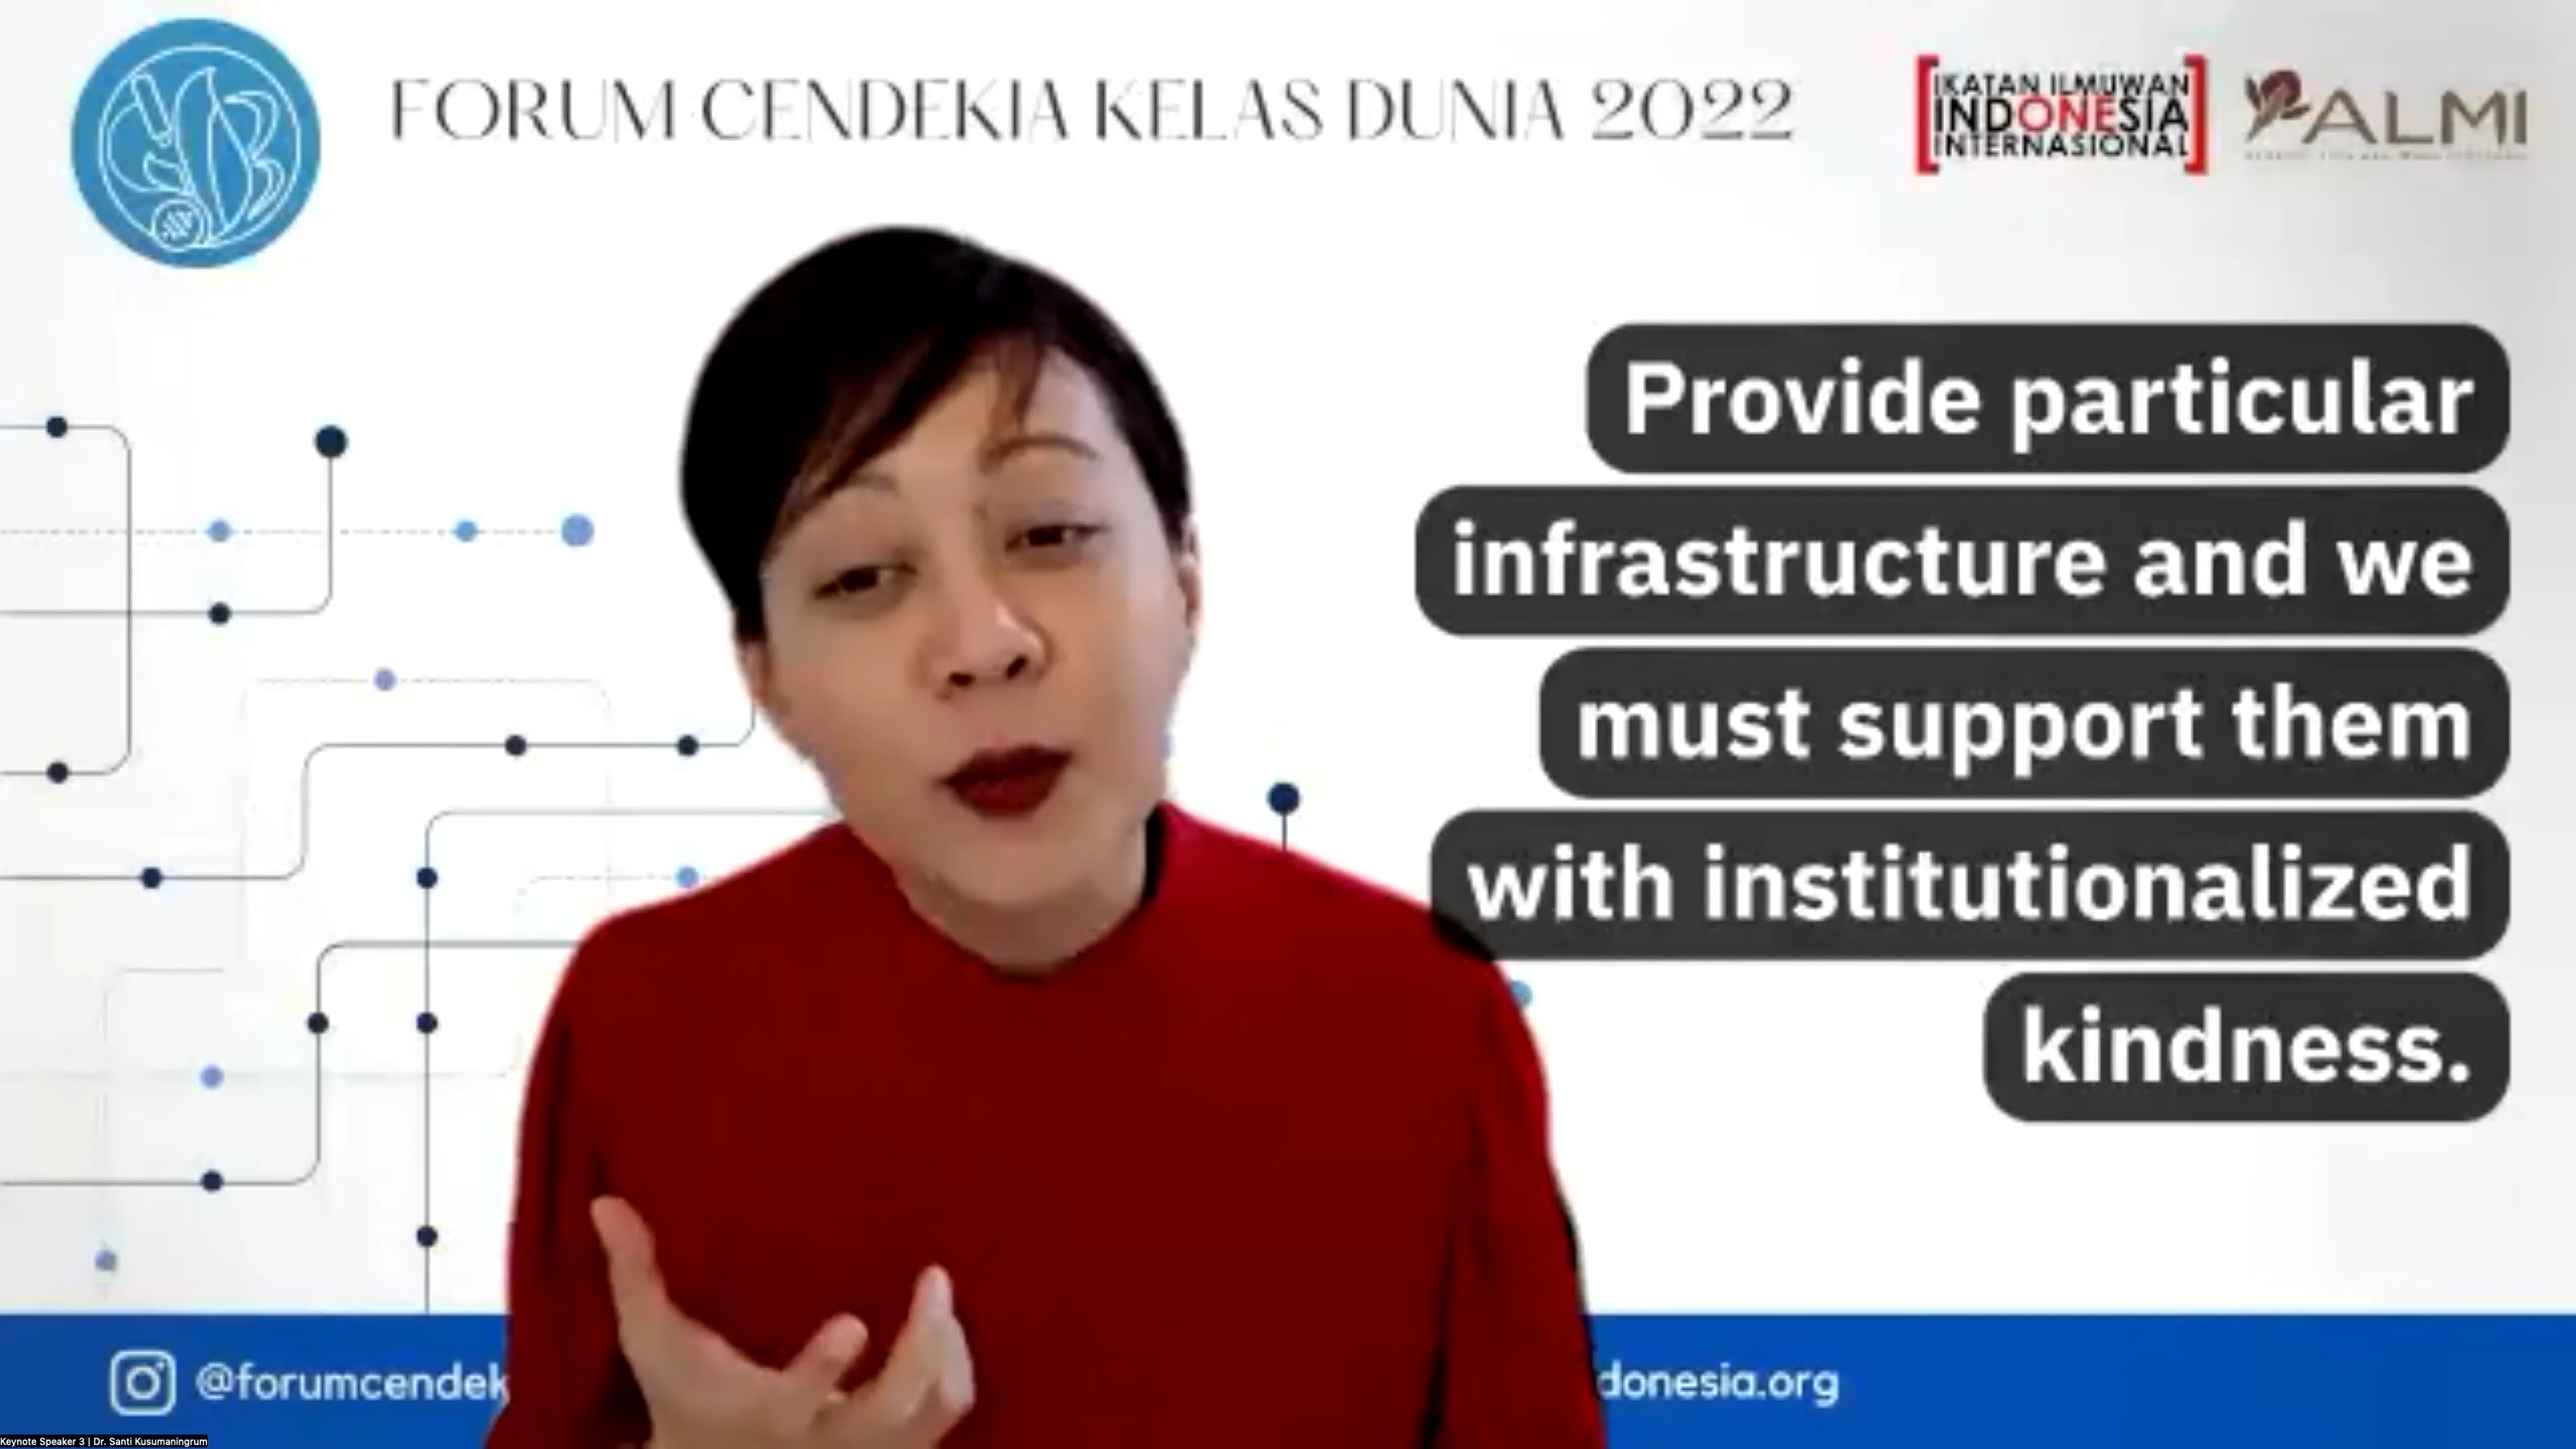 FORUM CENDEKIA KELAS DUNIA 2022
IKATAN ILMUWAN
INDONESIA
INTERNASIONAL
ALMI
Provide particular
infrastructure and we
must support them
with institutionalized
kindness.
@forumcendek
donesia.org
Keynote Speaker 3 | Dr. Santi Kusumaningrum